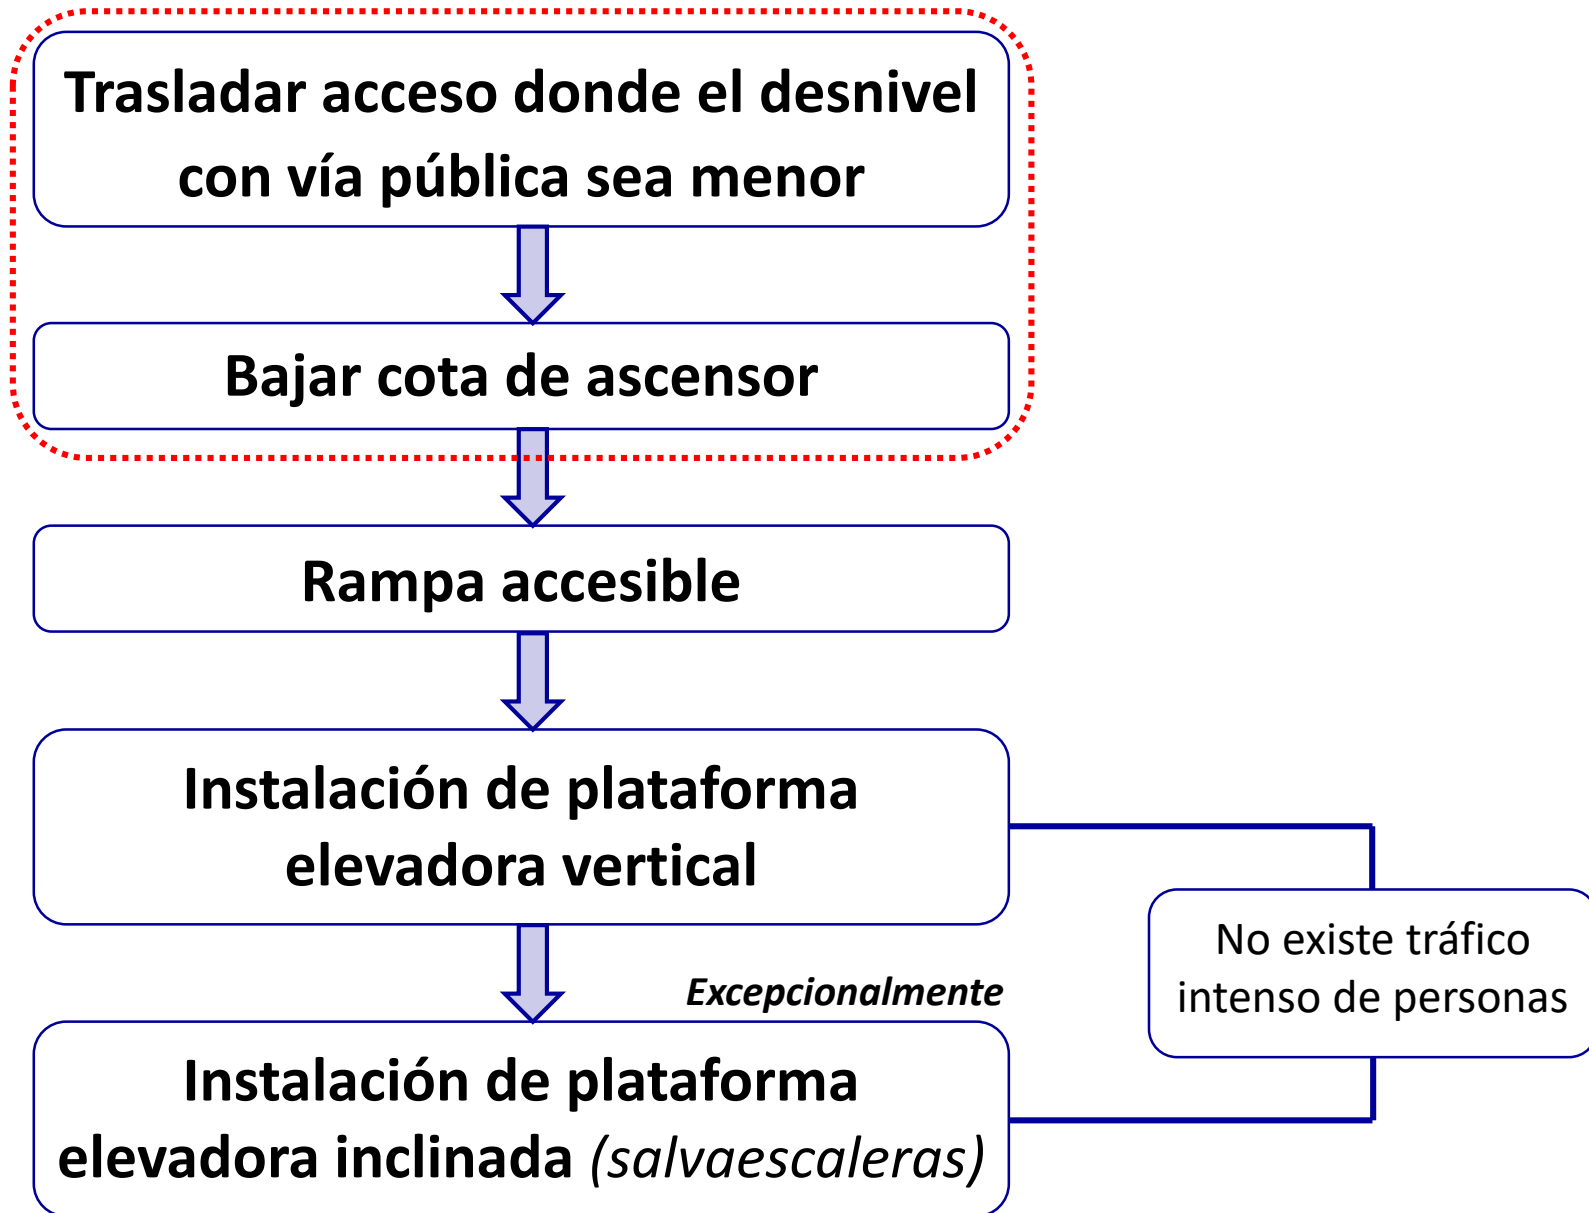 Trasladar acceso donde el desnivel
con vía pública sea menor
Bajar cota de ascensor
Rampa accesible
Instalación de plataforma
elevadora vertical
No existe tráfico
intenso de personas
Excepcionalmente
Instalación de plataforma
elevadora inclinada (salvaescaleras)